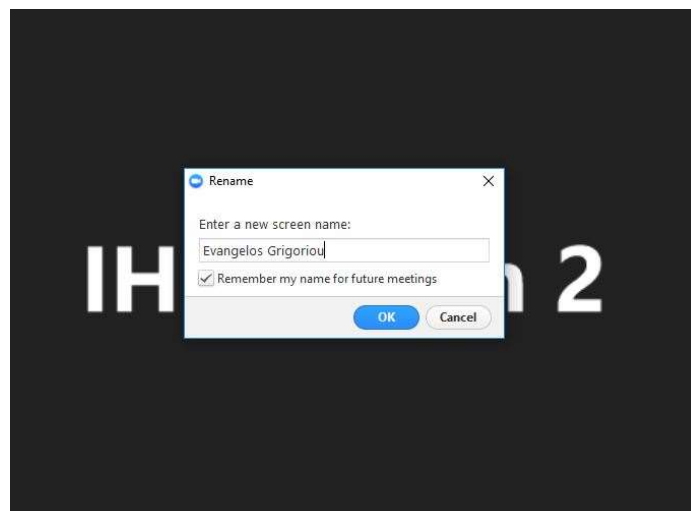 Rename
Enter a new screen name:
Evangelos Grigoriou
Remember my name for future meetings
IH 2
OK Cancel